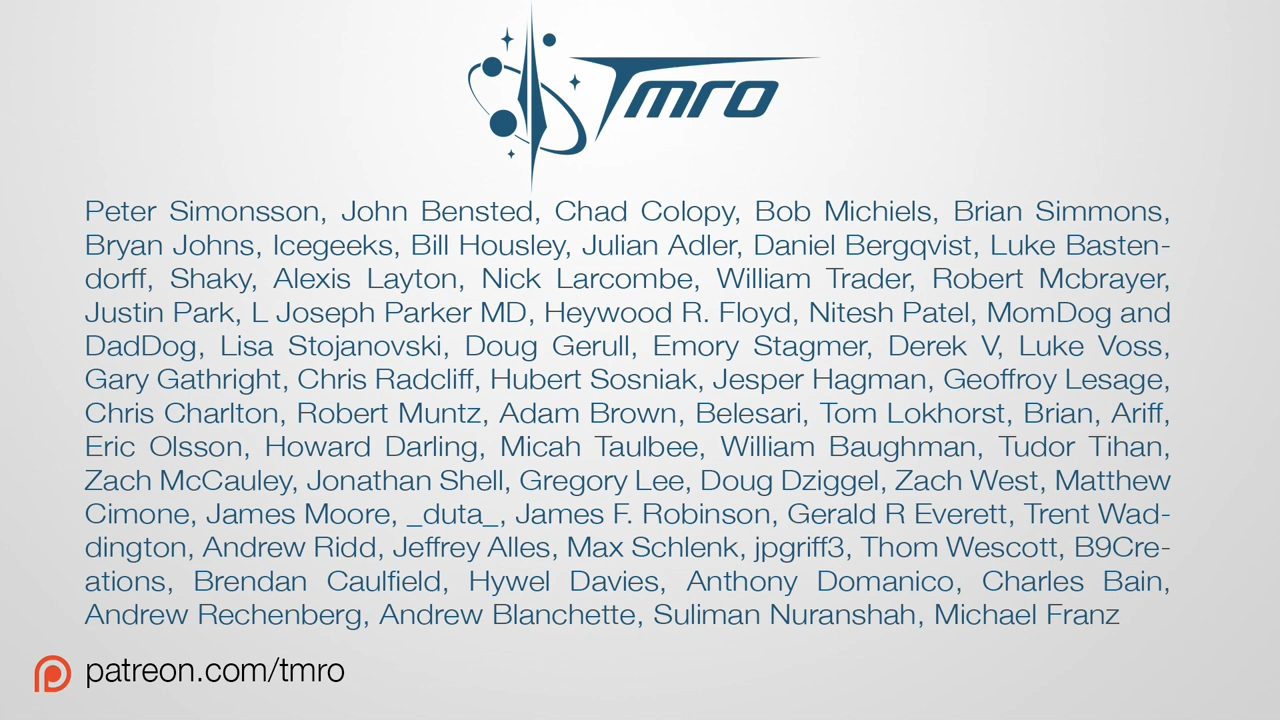 Tmro
Peter Simonsson, John Bensted, Chad Colopy, Bob Michiels, Brian Simmons,
Bryan Johns, Icegeeks, Bill Housley, Julian Adler, Daniel Bergqvist, Luke Basten-
dorff, Shaky, Alexis Layton, Nick Larcombe, William Trader, Robert Mcbrayer,
Justin Park, L Joseph Parker MD, Heywood R. Floyd, Nitesh Patel, MomDog and
DadDog, Lisa Stojanovski, Doug Gerull, Emory Stagmer, Derek V, Luke Voss,
Gary Gathright, Chris Radcliff, Hubert Sosniak, Jesper Hagman, Geoffroy Lesage,
Chris Charlton, Robert Muntz, Adam Brown, Belesari, Tom Lokhorst, Brian, Ariff,
Eric Olsson, Howard Darling, Micah Taulbee, William Baughman, Tudor Tihan,
Zach McCauley, Jonathan Shell, Gregory Lee, Doug Dziggel, Zach West, Matthew
Cimone, James Moore, _duta_, James F. Robinson, Gerald R Everett, Trent Wad-
dington, Andrew Ridd, Jeffrey Alles, Max Schlenk, jpgriff3, Thom Wescott, B9Cre-
ations, Brendan Caulfield, Hywel Davies, Anthony Domanico, Charles Bain,
Andrew Rechenberg, Andrew Blanchette, Suliman Nuranshah, Michael Franz
patreon.com/tmro